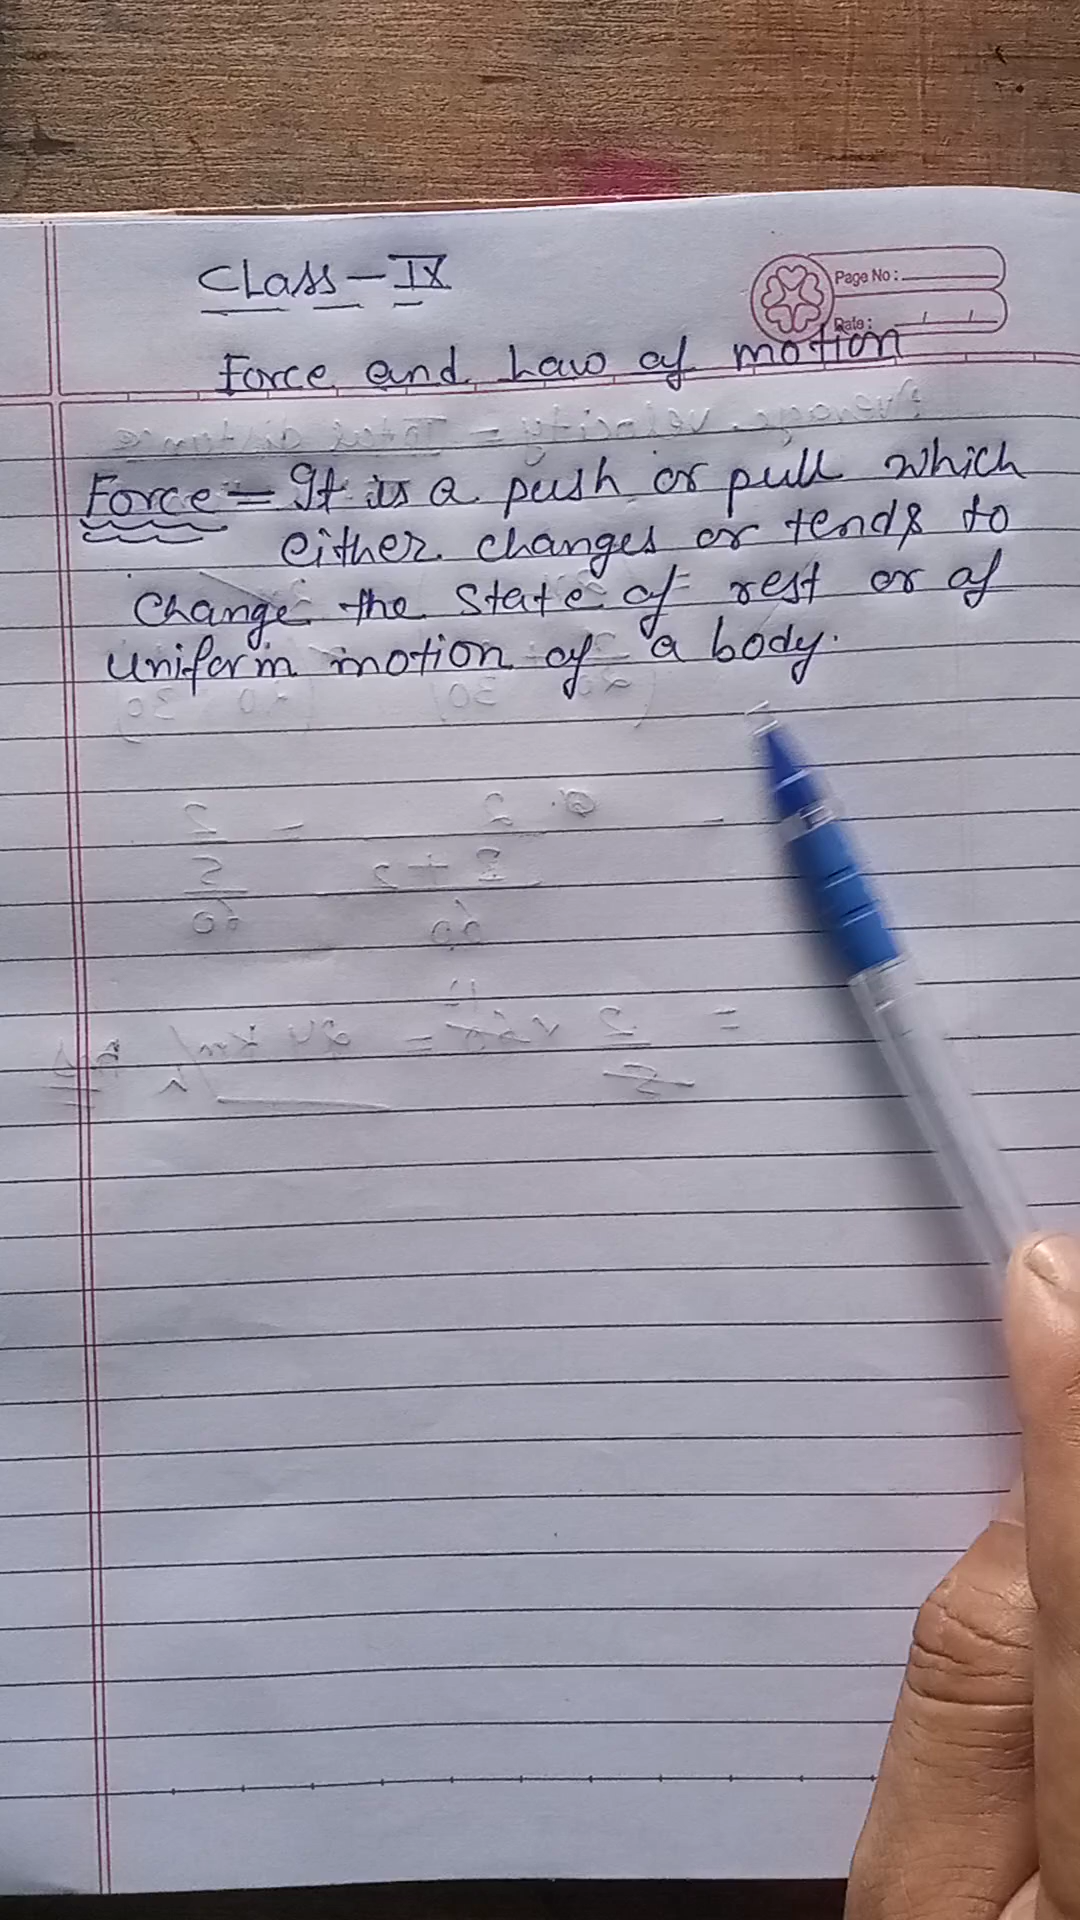 Class - IX
Page No:
Date:
Force and Law of motion
Force = It is a push or pull which
either changes or tends to
change the state of rest or of
uniform motion of a body.